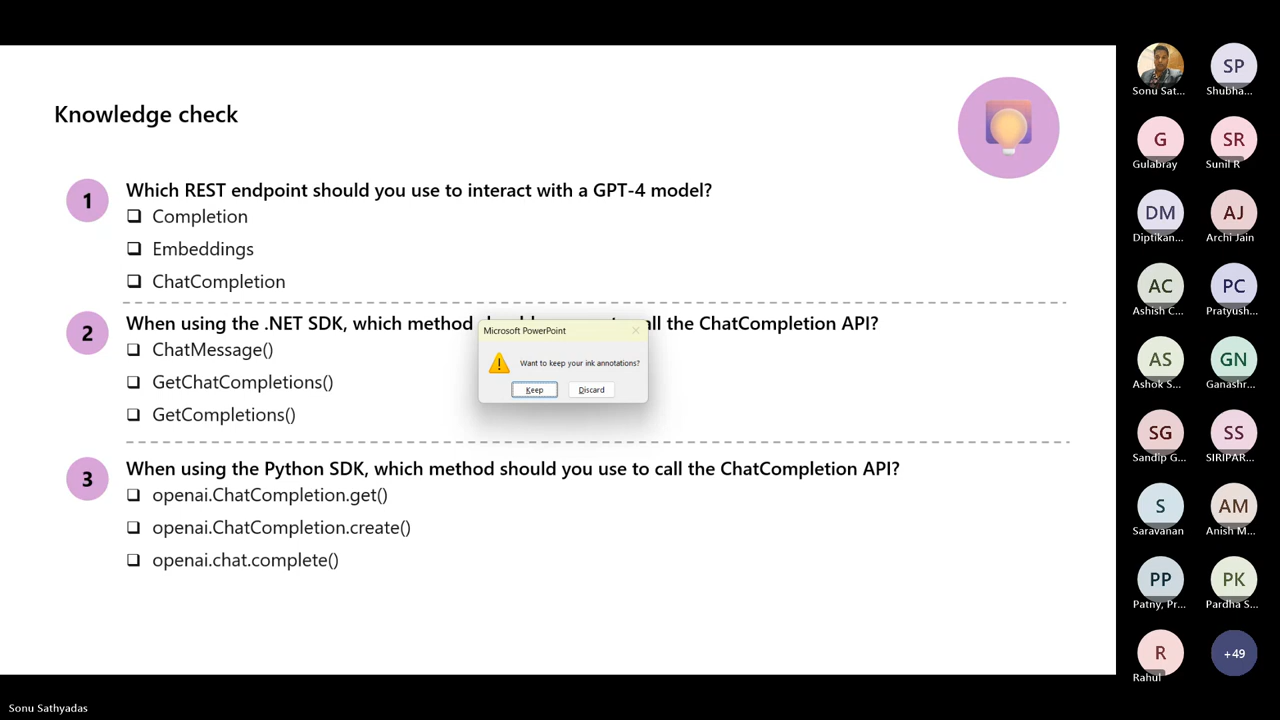 Knowledge check
1
Which REST endpoint should you use to interact with a GPT-4 model?
Completion
Embeddings
ChatCompletion
2
When using the .NET SDK, which method call the ChatCompletion API?
ChatMessage()
GetChatCompletions()
GetCompletions()
Microsoft PowerPoint
Want to keep your ink annotations?
Keep
Discard
3
When using the Python SDK, which method should you use to call the ChatCompletion API?
openai.ChatCompletion.get()
openai.ChatCompletion.create()
openai.chat.complete()
Sonu Sat...
SP
Shubha...
G
Gulabray
SR
Sunil R
DM
Diptikan...
AJ
Archi Jain
AC
Ashish C...
PC
Pratyush...
AS
Ashok S...
GN
Ganashr...
SG
Sandip G...
SS
SIRIPAR...
S
Saravanan
AM
Anish M...
PP
Patny, Pr...
PK
Pardha S...
R
Rahul
+49
Sonu Sathyadas